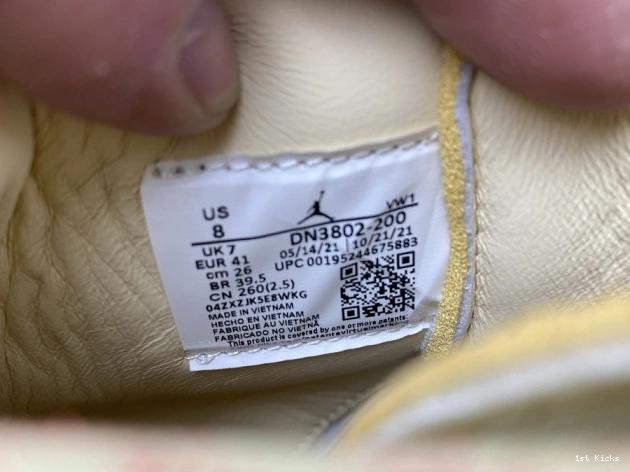 US
8
VW1
DN3802-200
UK 7
05/14/21 10/21/21
EUR 41
UPC 00195244675883
cm 26
BR 39.5
CN 260(2.5)
04ZXZJK5E8WKG
MADE IN VIETNAM
HECHO EN VIETNAM
FABRIQUE AU VIETNAM
FABRICADO NO VIETNÃ
This product is covered by one or more patents.
1st Kicks